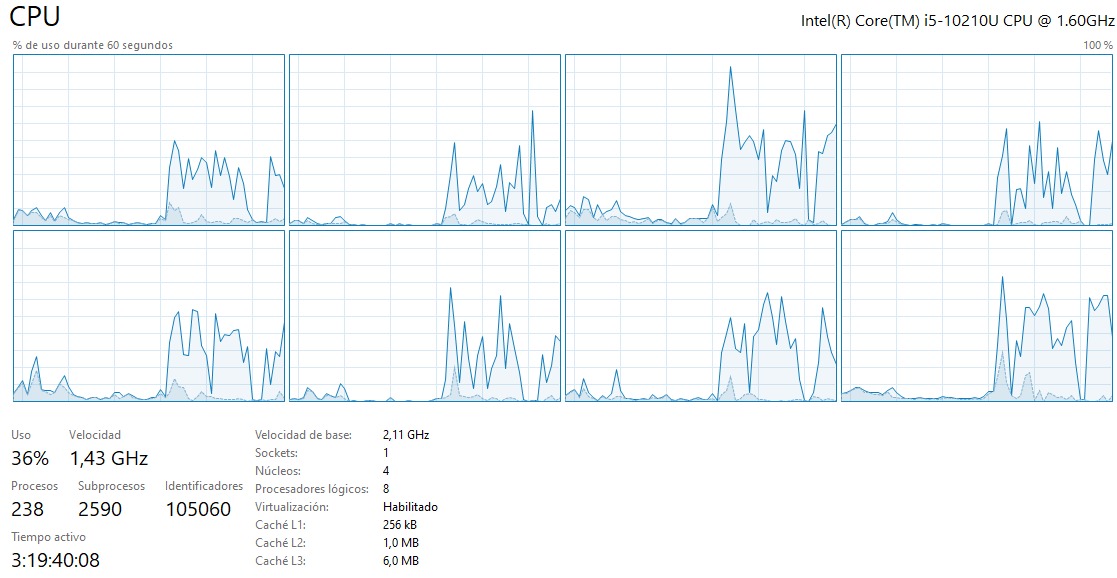 CPU
Intel(R) Core(TM) i5-10210U CPU @ 1.60GHz
% de uso durante 60 segundos
100 %
Uso
Velocidad
36%
1,43 GHz
Procesos
Subprocesos
Identificadores
238
2590
105060
Tiempo activo
3:19:40:08
Velocidad de base:
2,11 GHz
Sockets:
1
Núcleos:
4
Procesadores lógicos:
8
Virtualización:
Habilitado
Caché L1:
256 kB
Caché L2:
1,0 MB
Caché L3:
6,0 MB